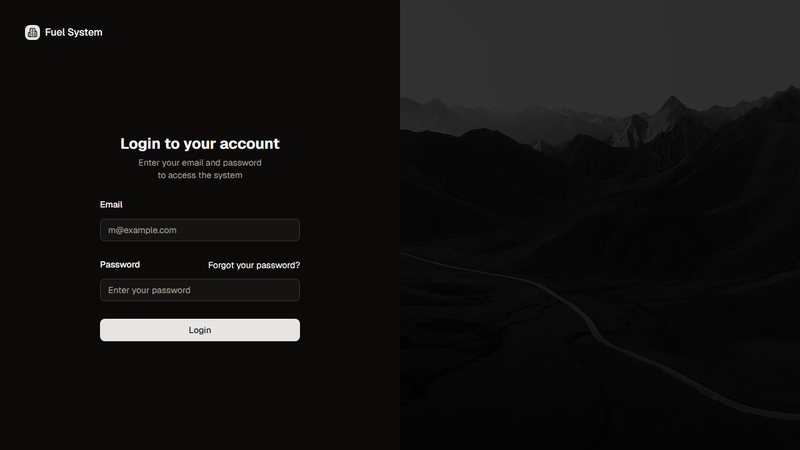 Fuel System
Login to your account
Enter your email and password
to access the system
Email
m@example.com
Password
Forgot your password?
Enter your password
Login